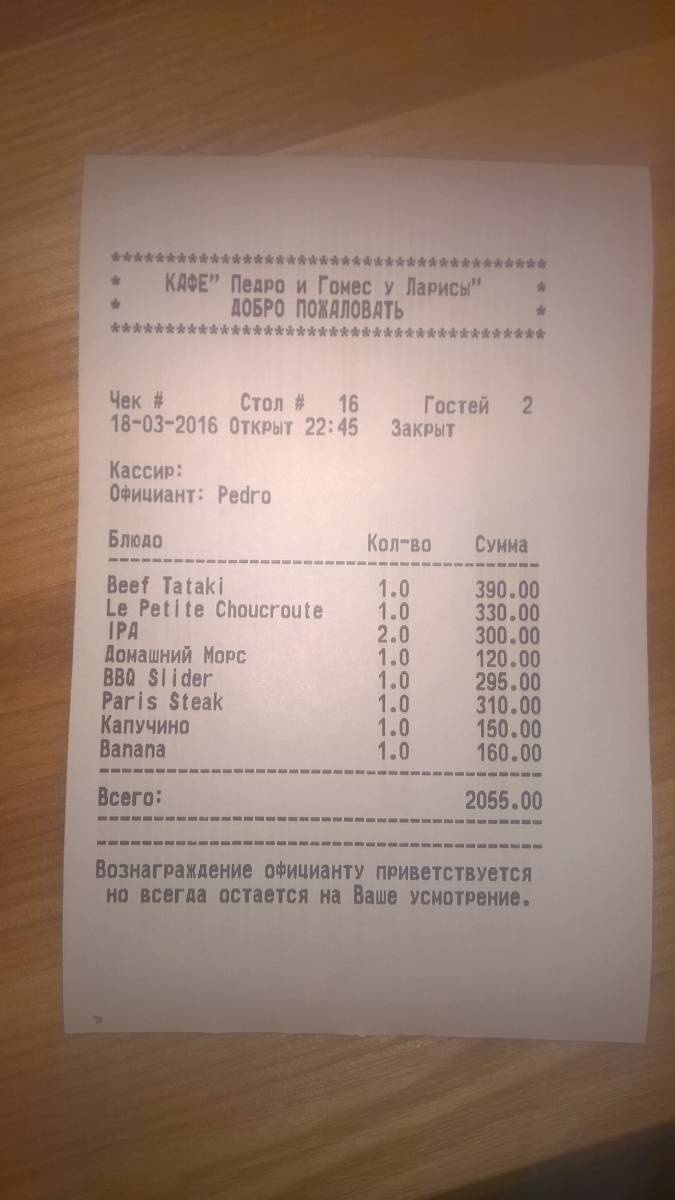 ****************************************
* КАФЕ" Педро и Гомес у Ларисы" *
* ДОБРО ПОЖАЛОВАТЬ *
****************************************
Чек # Стол # 16 Гостей 2
18-03-2016 Открыт 22:45 Закрыт
Кассир:
Официант: Pedro
Блюдо Кол-во Сумма
----------------------------------------
Beef Tataki 1.0 390.00
Le Petite Choucroute 1.0 330.00
IPA 2.0 300.00
Домашний Морс 1.0 120.00
BBQ Slider 1.0 295.00
Paris Steak 1.0 310.00
Капучино 1.0 150.00
Banana 1.0 160.00
----------------------------------------
Всего: 2055.00
----------------------------------------
----------------------------------------
Вознаграждение официанту приветствуется
но всегда остается на Ваше усмотрение.